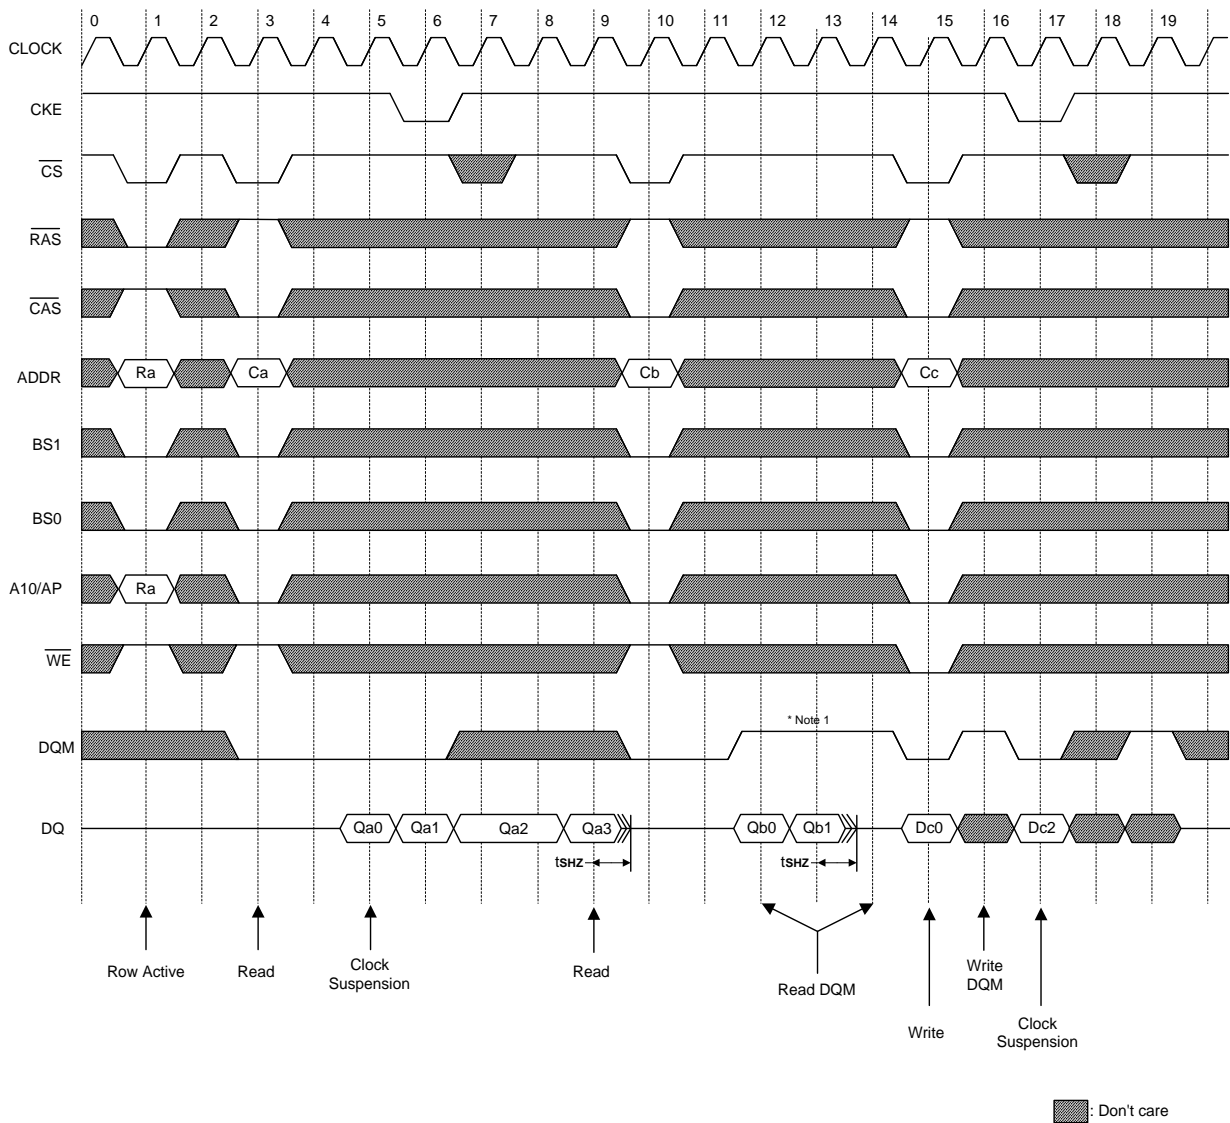 0 1 2 3 4 5 6 7 8 9 10 11 12 13 14 15 16 17 18 19
CLOCK
CKE
CS
RAS
CAS
ADDR Ra Ca Cb Cc
BS1
BS0
A10/AP Ra
WE
* Note 1
DQM
DQ Qa0 Qa1 Qa2 Qa3 Qb0 Qb1 Dc0 Dc2
tSHZ tSHZ
Row Active
Read
Clock
Suspension
Read
Read DQM
Write
Write
DQM
Clock
Suspension
: Don't care